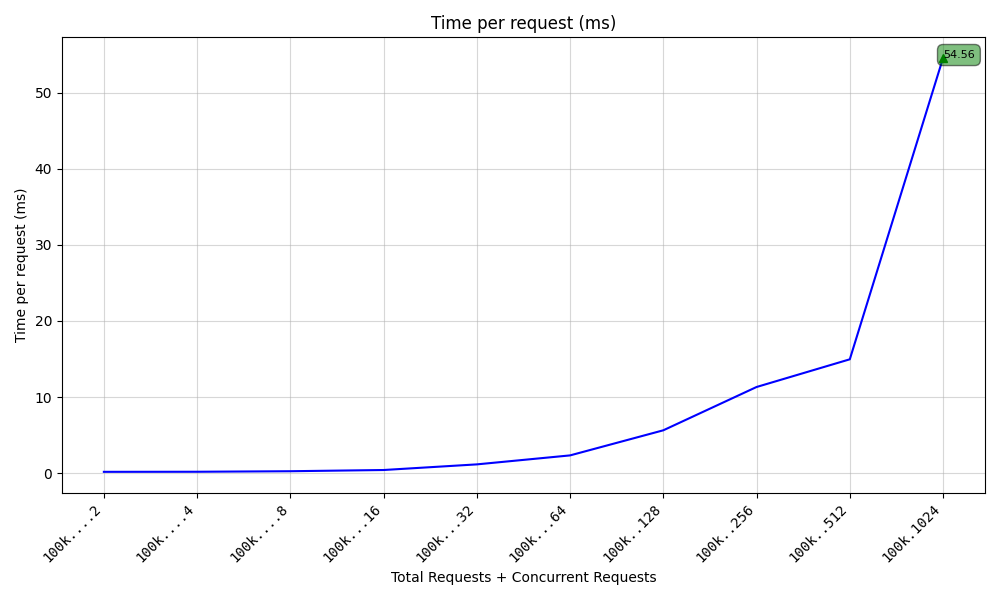 Time per request (ms)
54.56
Time per request (ms)
50
40
30
20
10
0
100k....2
100k....4
100k....8
100k...16
100k...32
100k...64
100k..128
100k..256
100k..512
100k.1024
Total Requests + Concurrent Requests